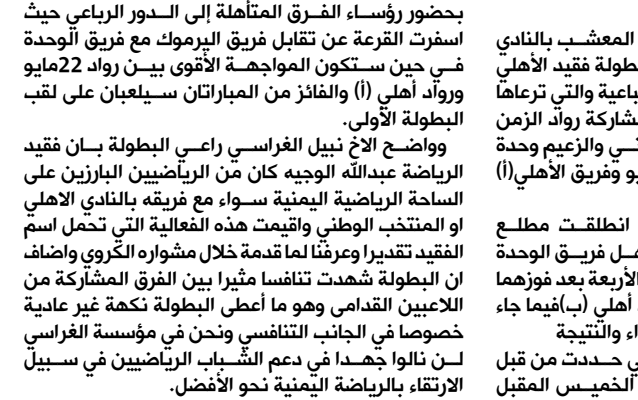 المعشب بالنادي
بطولة فقيد الأهلي
والتي ترعاها
رواد الزمن
والزعيم وحدة
وفريق الأهلي(أ)
انطلقت مطلع
فريق الوحدة
الأربعة بعد فوزهما
أهلي (ب)فيما جاء
والنتيجة
حددت من قبل
الخميس المقبل
بحضور رؤساء الفرق المتأهلة إلى الدور الرباعي حيث
اسفرت القرعة عن تقابل فريق اليرموك مع فريق الوحدة
في حين ستكون المواجهة الأقوى بين رواد 22مايو
ورواد أهلي (أ) والفائز من المباراتان سيلعبان على لقب
البطولة الأولى.
وواضح الاخ نبيل الغراسي راعي البطولة بان فقيد
الرياضة عبدالله الوجيه كان من الرياضيين البارزين على
الساحة الرياضية اليمنية سواء مع فريقه بالنادي الاهلي
او المنتخب الوطني واقيمت هذه الفعالية التي تحمل اسم
الفقيد تقديرا وعرفنا لما قدمة خلال مشواره الكروي واضاف
ان البطولة شهدت تنافسا مثيرا بين الفرق المشاركة من
اللاعبين القدامى وهو ما أعطى البطولة نكهة غير عادية
خصوصا في الجانب التنافسي ونحن في مؤسسة الغراسي
لن نالوا جهدا في دعم الشباب الرياضيين في سبيل
الارتقاء بالرياضة اليمنية نحو الأفضل.